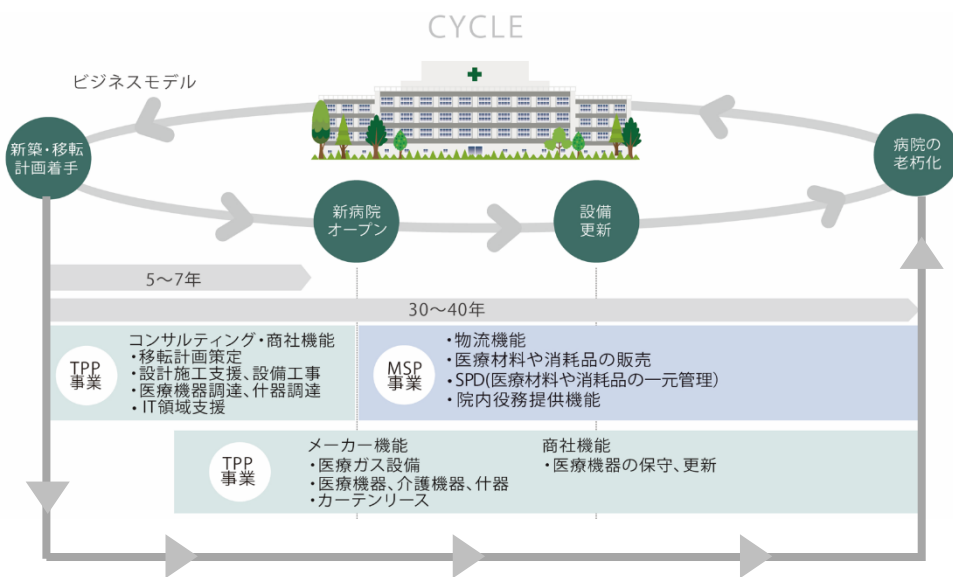 CYCLE
ビジネスモデル
新築・移転
計画着手
病院の
老朽化
新病院
オープン
設備
更新
5～7年
30～40年
TPP
事業
コンサルティング・商社機能
・移転計画策定
・設計施工支援、設備工事
・医療機器調達、什器調達
・IT領域支援
MSP
事業
・物流機能
・医療材料や消耗品の販売
・SPD(医療材料や消耗品の一元管理)
・院内役務提供機能
TPP
事業
メーカー機能
・医療ガス設備
・医療機器、介護機器、什器
・カーテンリース
商社機能
・医療機器の保守、更新